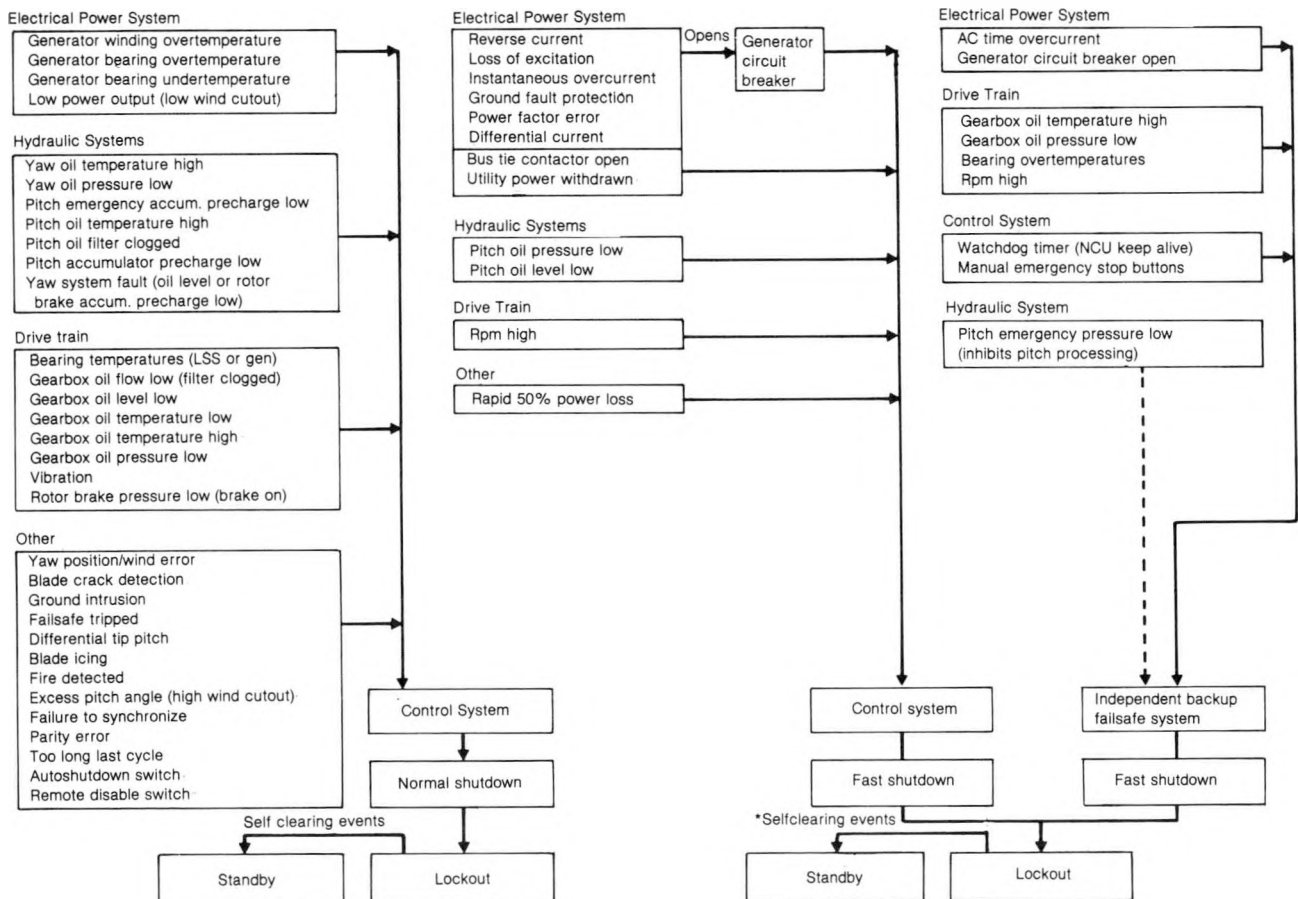 Electrical Power System
Generator winding overtemperature
Generator bearing overtemperature
Generator bearing undertemperature
Low power output (low wind cutout)
Hydraulic Systems
Yaw oil temperature high
Yaw oil pressure low
Pitch emergency accum. precharge low
Pitch oil temperature high
Pitch oil filter clogged
Pitch accumulator precharge low
Yaw system fault (oil level or rotor
brake accum. precharge low)
Drive train
Bearing temperatures (LSS or gen)
Gearbox oil flow low (filter clogged)
Gearbox oil level low
Gearbox oil temperature low
Gearbox oil temperature high
Gearbox oil pressure low
Vibration
Rotor brake pressure low (brake on)
Other
Yaw position/wind error
Blade crack detection
Ground intrusion
Failsafe tripped
Differential tip pitch
Blade icing
Fire detected
Excess pitch angle (high wind cutout)
Failure to synchronize
Parity error
Too long last cycle
Autoshutdown switch
Remote disable switch
Control System
Normal shutdown
Self clearing events
Standby
Lockout
Electrical Power System
Reverse current
Loss of excitation
Instantaneous overcurrent
Ground fault protection
Power factor error
Differential current
Bus tie contactor open
Utility power withdrawn
Opens
Generator
circuit
breaker
Hydraulic Systems
Pitch oil pressure low
Pitch oil level low
Drive Train
Rpm high
Other
Rapid 50% power loss
Control system
Fast shutdown
*Selfclearing events
Standby
Lockout
Electrical Power System
AC time overcurrent
Generator circuit breaker open
Drive Train
Gearbox oil temperature high
Gearbox oil pressure low
Bearing overtemperatures
Rpm high
Control System
Watchdog timer (NCU keep alive)
Manual emergency stop buttons
Hydraulic System
Pitch emergency pressure low
(inhibits pitch processing)
Independent backup
failsafe system
Fast shutdown